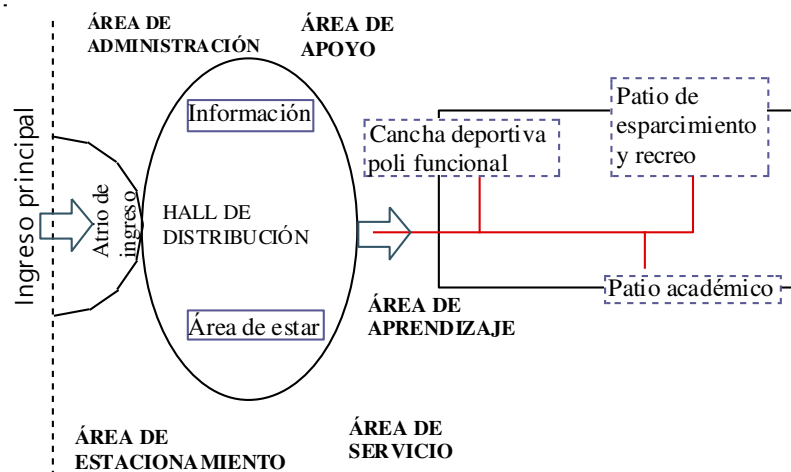 ÁREA DE
ADMINISTRACIÓN
ÁREA DE
APOYO
Información
Cancha deportiva
poli funcional
Patio de
esparcimiento
y recreo
Ingreso principal
Atrio de
ingreso
HALL DE
DISTRIBUCIÓN
Patio académico
ÁREA DE
APRENDIZAJE
Área de estar
ÁREA DE
ESTACIONAMIENTO
ÁREA DE
SERVICIO